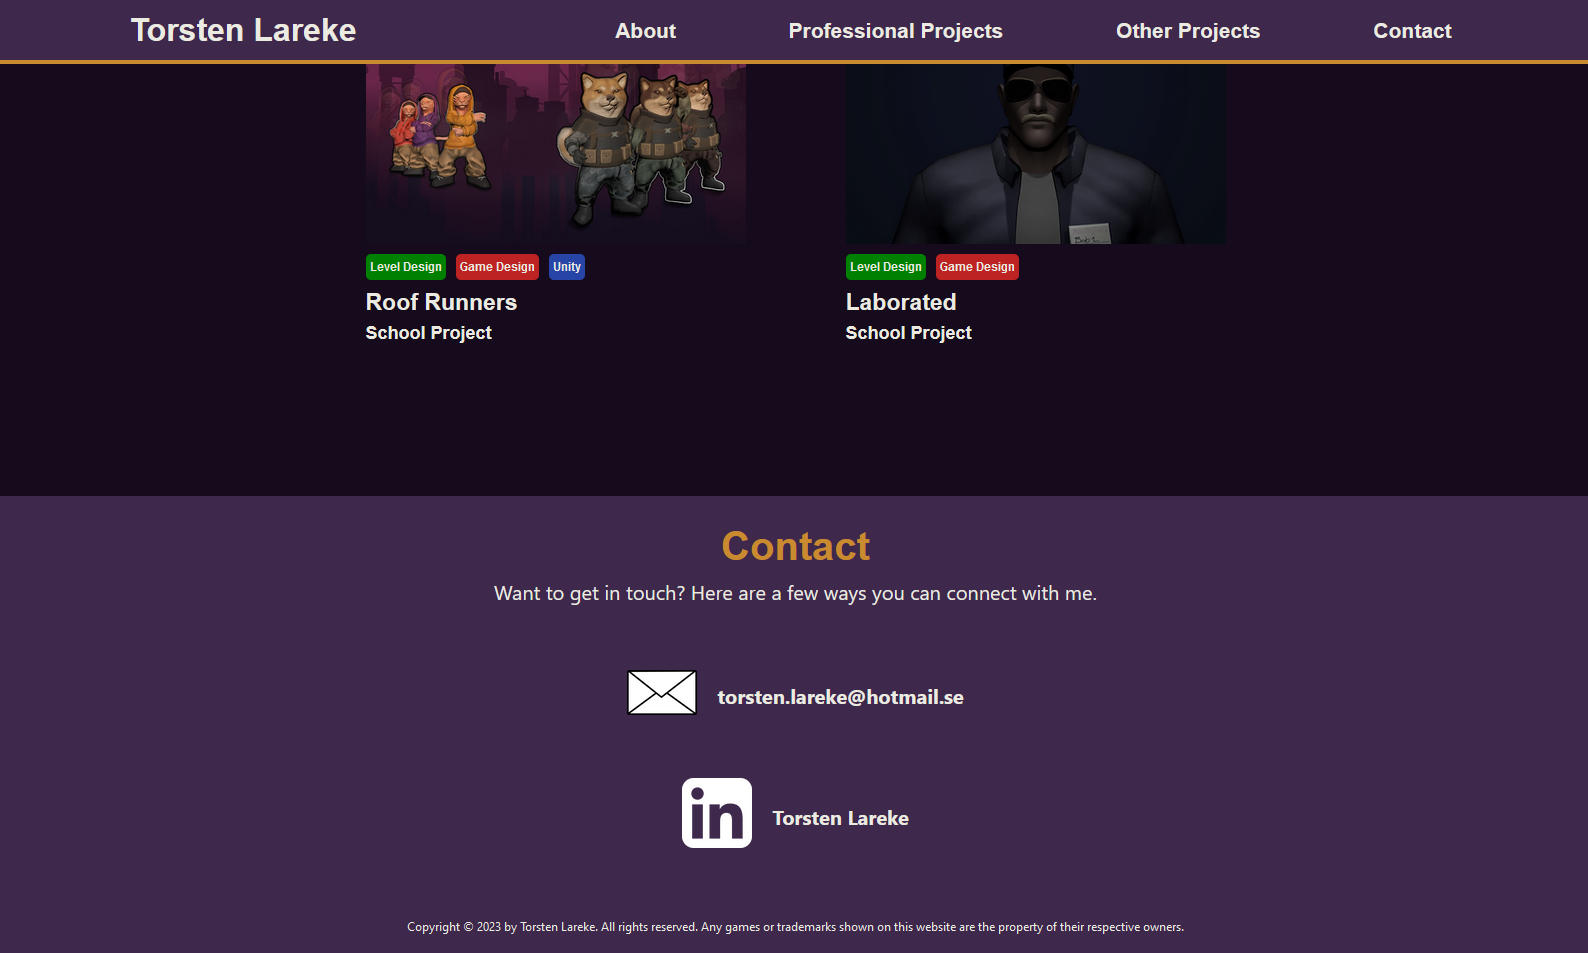 Torsten Lareke
About
Professional Projects
Other Projects
Contact
Level Design
Game Design
Unity
Roof Runners
School Project
Level Design
Game Design
Laborated
School Project
Contact
Want to get in touch? Here are a few ways you can connect with me.
torsten.lareke@hotmail.se
in
Torsten Lareke
Copyright © 2023 by Torsten Lareke. All rights reserved. Any games or trademarks shown on this website are the property of their respective owners.